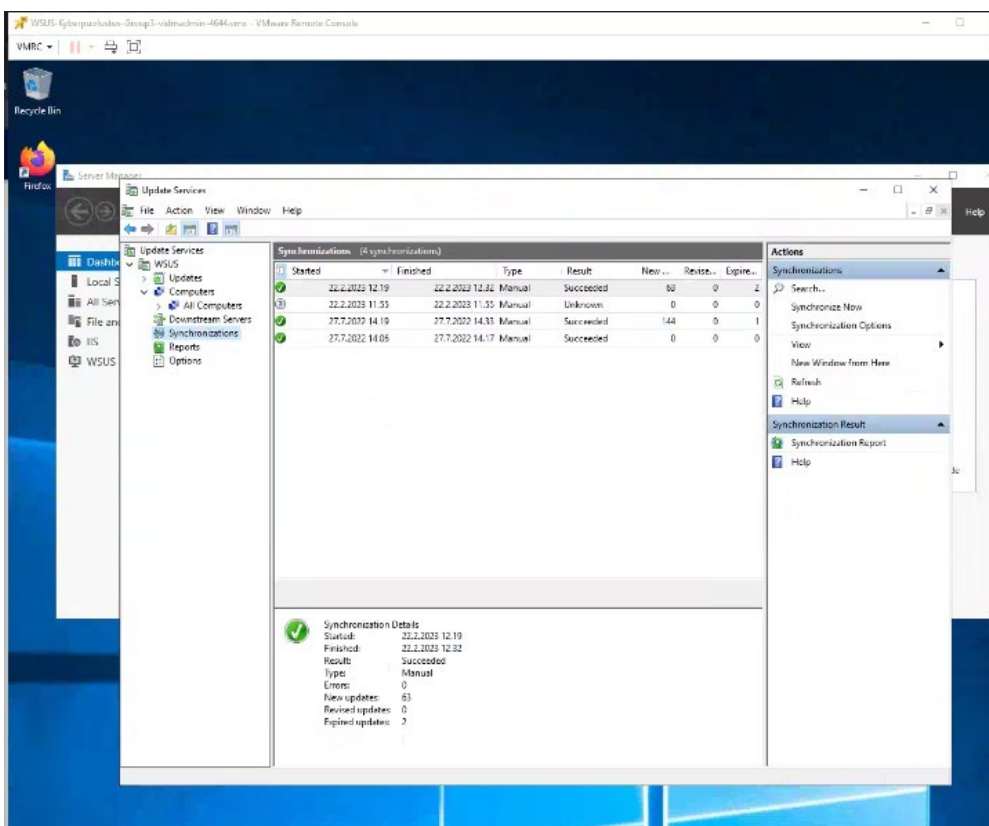 WSUS-Kyberpuolustus-Group3-vidmadmin-4644.vmx - VMware Remote Console
VMRC
Recycle Bin
Firefox
Server Manager
Update Services
File Action View Window Help
Help
Dashb
Local S
All Ser
File an
IIS
WSUS
Update Services
WSUS
Updates
Computers
All Computers
Downstream Servers
Synchronizations
Reports
Options
Synchronizations (4 synchronizations)
Started Finished Type Result New ... Revise... Expire...
22.2.2023 12.19 22.2.2023 12.32 Manual Succeeded 63 0 2
22.2.2023 11.55 22.2.2023 11.55 Manual Unknown 0 0 0
27.7.2022 14.19 27.7.2022 14.33 Manual Succeeded 144 0 1
27.7.2022 14.06 27.7.2022 14.17 Manual Succeeded 0 0 0
Synchronization Details
Started: 22.2.2023 12.19
Finished: 22.2.2023 12.32
Result: Succeeded
Type: Manual
Errors: 0
New updates: 63
Revised updates: 0
Expired updates: 2
Actions
Synchronizations
Search...
Synchronize Now
Synchronization Options
View
New Window from Here
Refresh
Help
Synchronization Result
Synchronization Report
Help